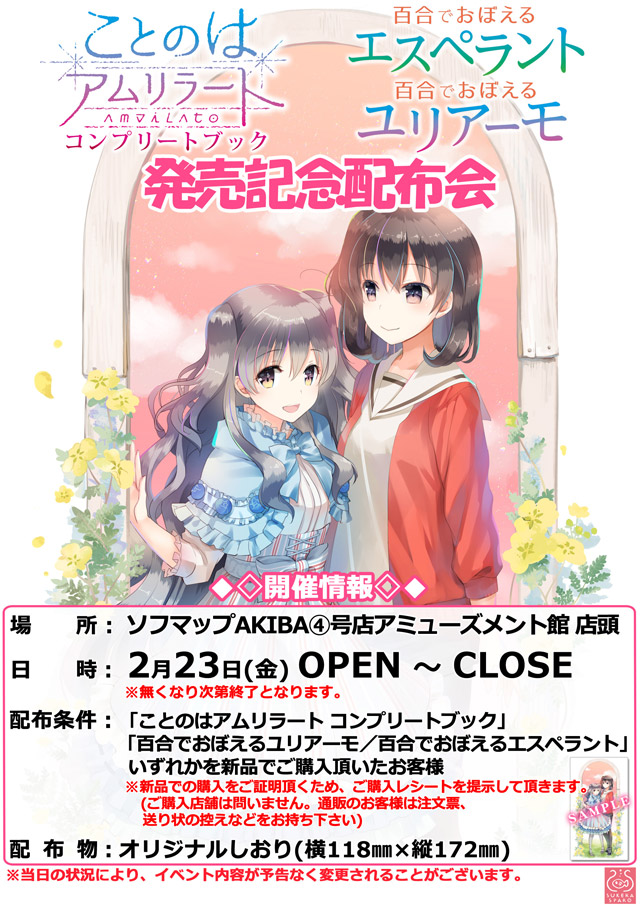 ことのは
アムリラート
AMRILATO
コンプリートブック
百合でおぼえる
エスペラント
百合でおぼえる
ユリアーモ
発売記念配布会
◆◇開催情報◇◆
場　所：ソフマップAKIBA④号店アミューズメント館 店頭
日　時：2月23日(金) OPEN ～ CLOSE
※無くなり次第終了となります。
配布条件：「ことのはアムリラート コンプリートブック」
「百合でおぼえるユリアーモ／百合でおぼえるエスペラント」
いずれかを新品でご購入頂いたお客様
※新品での購入をご証明頂くため、ご購入レシートを提示して頂きます。
(ご購入店舗は問いません。通販のお客様は注文票、
送り状の控えなどをお持ち下さい)
SAMPLE
配 布 物：オリジナルしおり(横118㎜×縦172㎜)
※当日の状況により、イベント内容が予告なく変更されることがございます。
SUKERA
SPARO